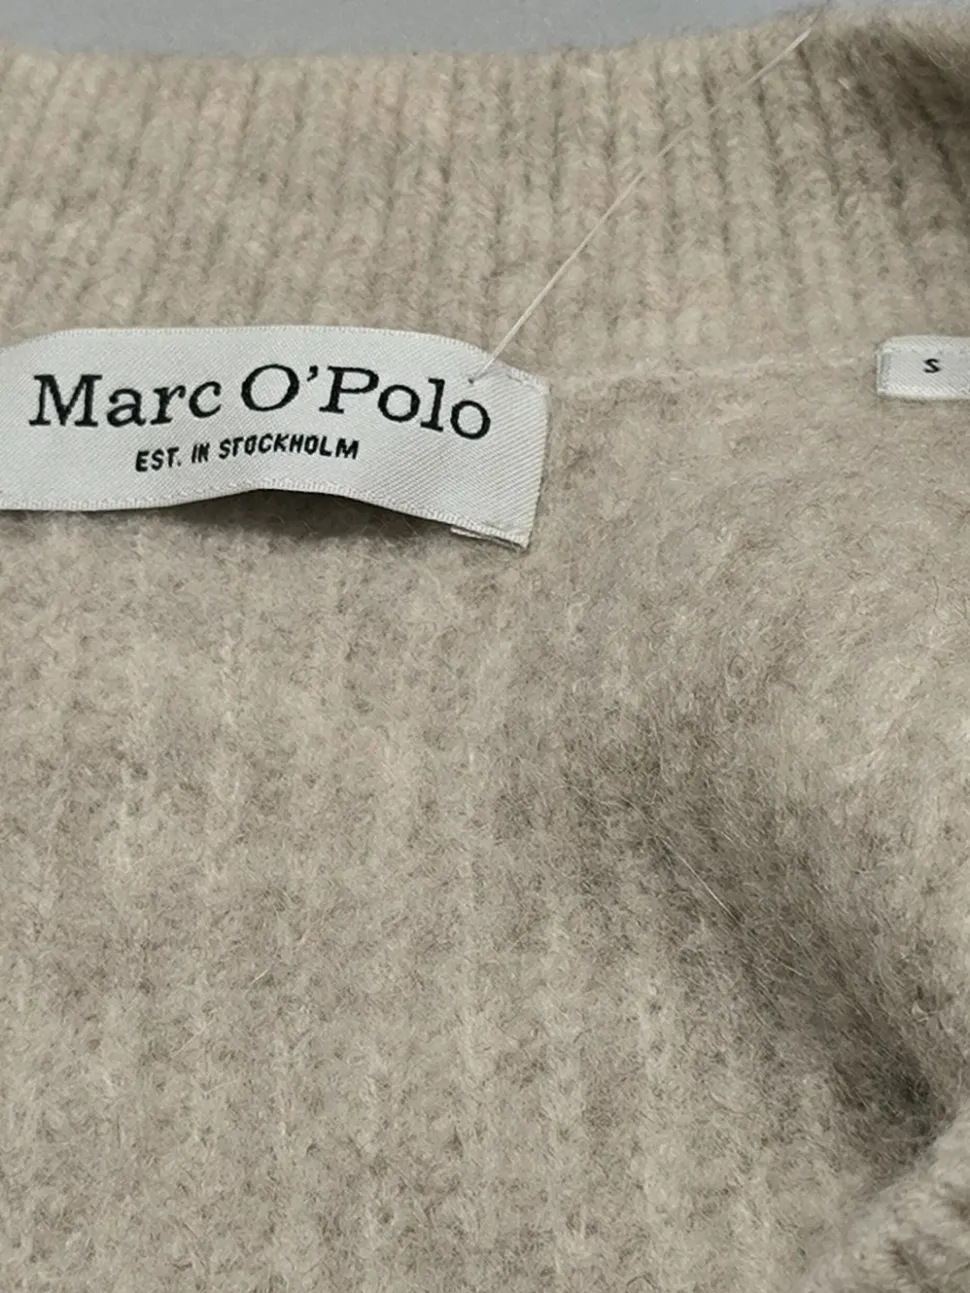 Marc O'Polo
EST. IN STOCKHOLM
S